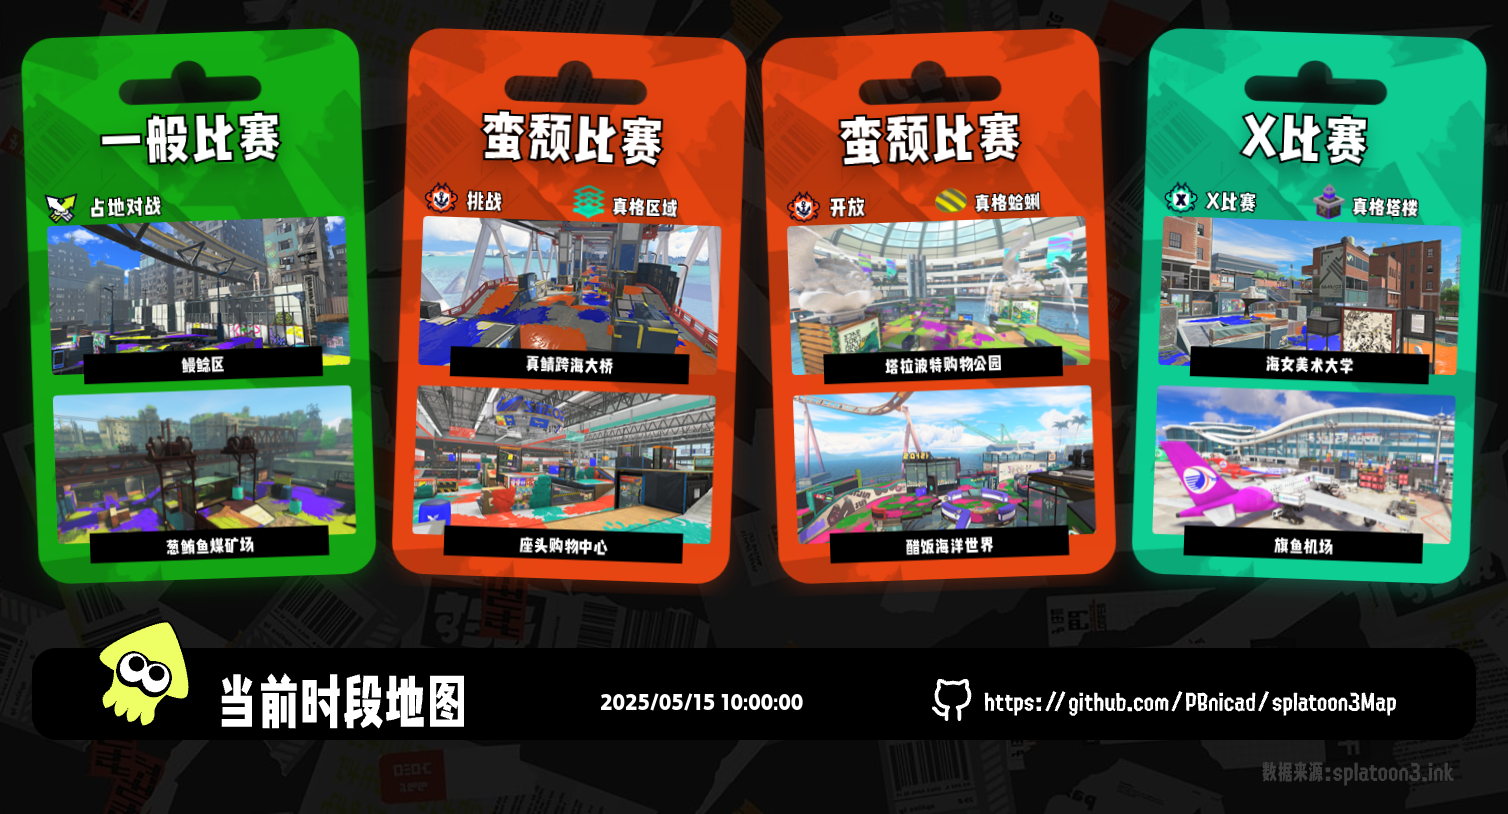 一般比赛
占地对战
鳗鲶区
葱鲔鱼煤矿场
蛮颓比赛
挑战
真格区域
真鲭跨海大桥
座头购物中心
蛮颓比赛
开放
真格蛤蜊
塔拉波特购物公园
醋饭海洋世界
X比赛
X比赛
真格塔楼
海女美术大学
旗鱼机场
当前时段地图
2025/05/15 10:00:00
https://github.com/PBnicad/splatoon3Map
数据来源:splatoon3.ink